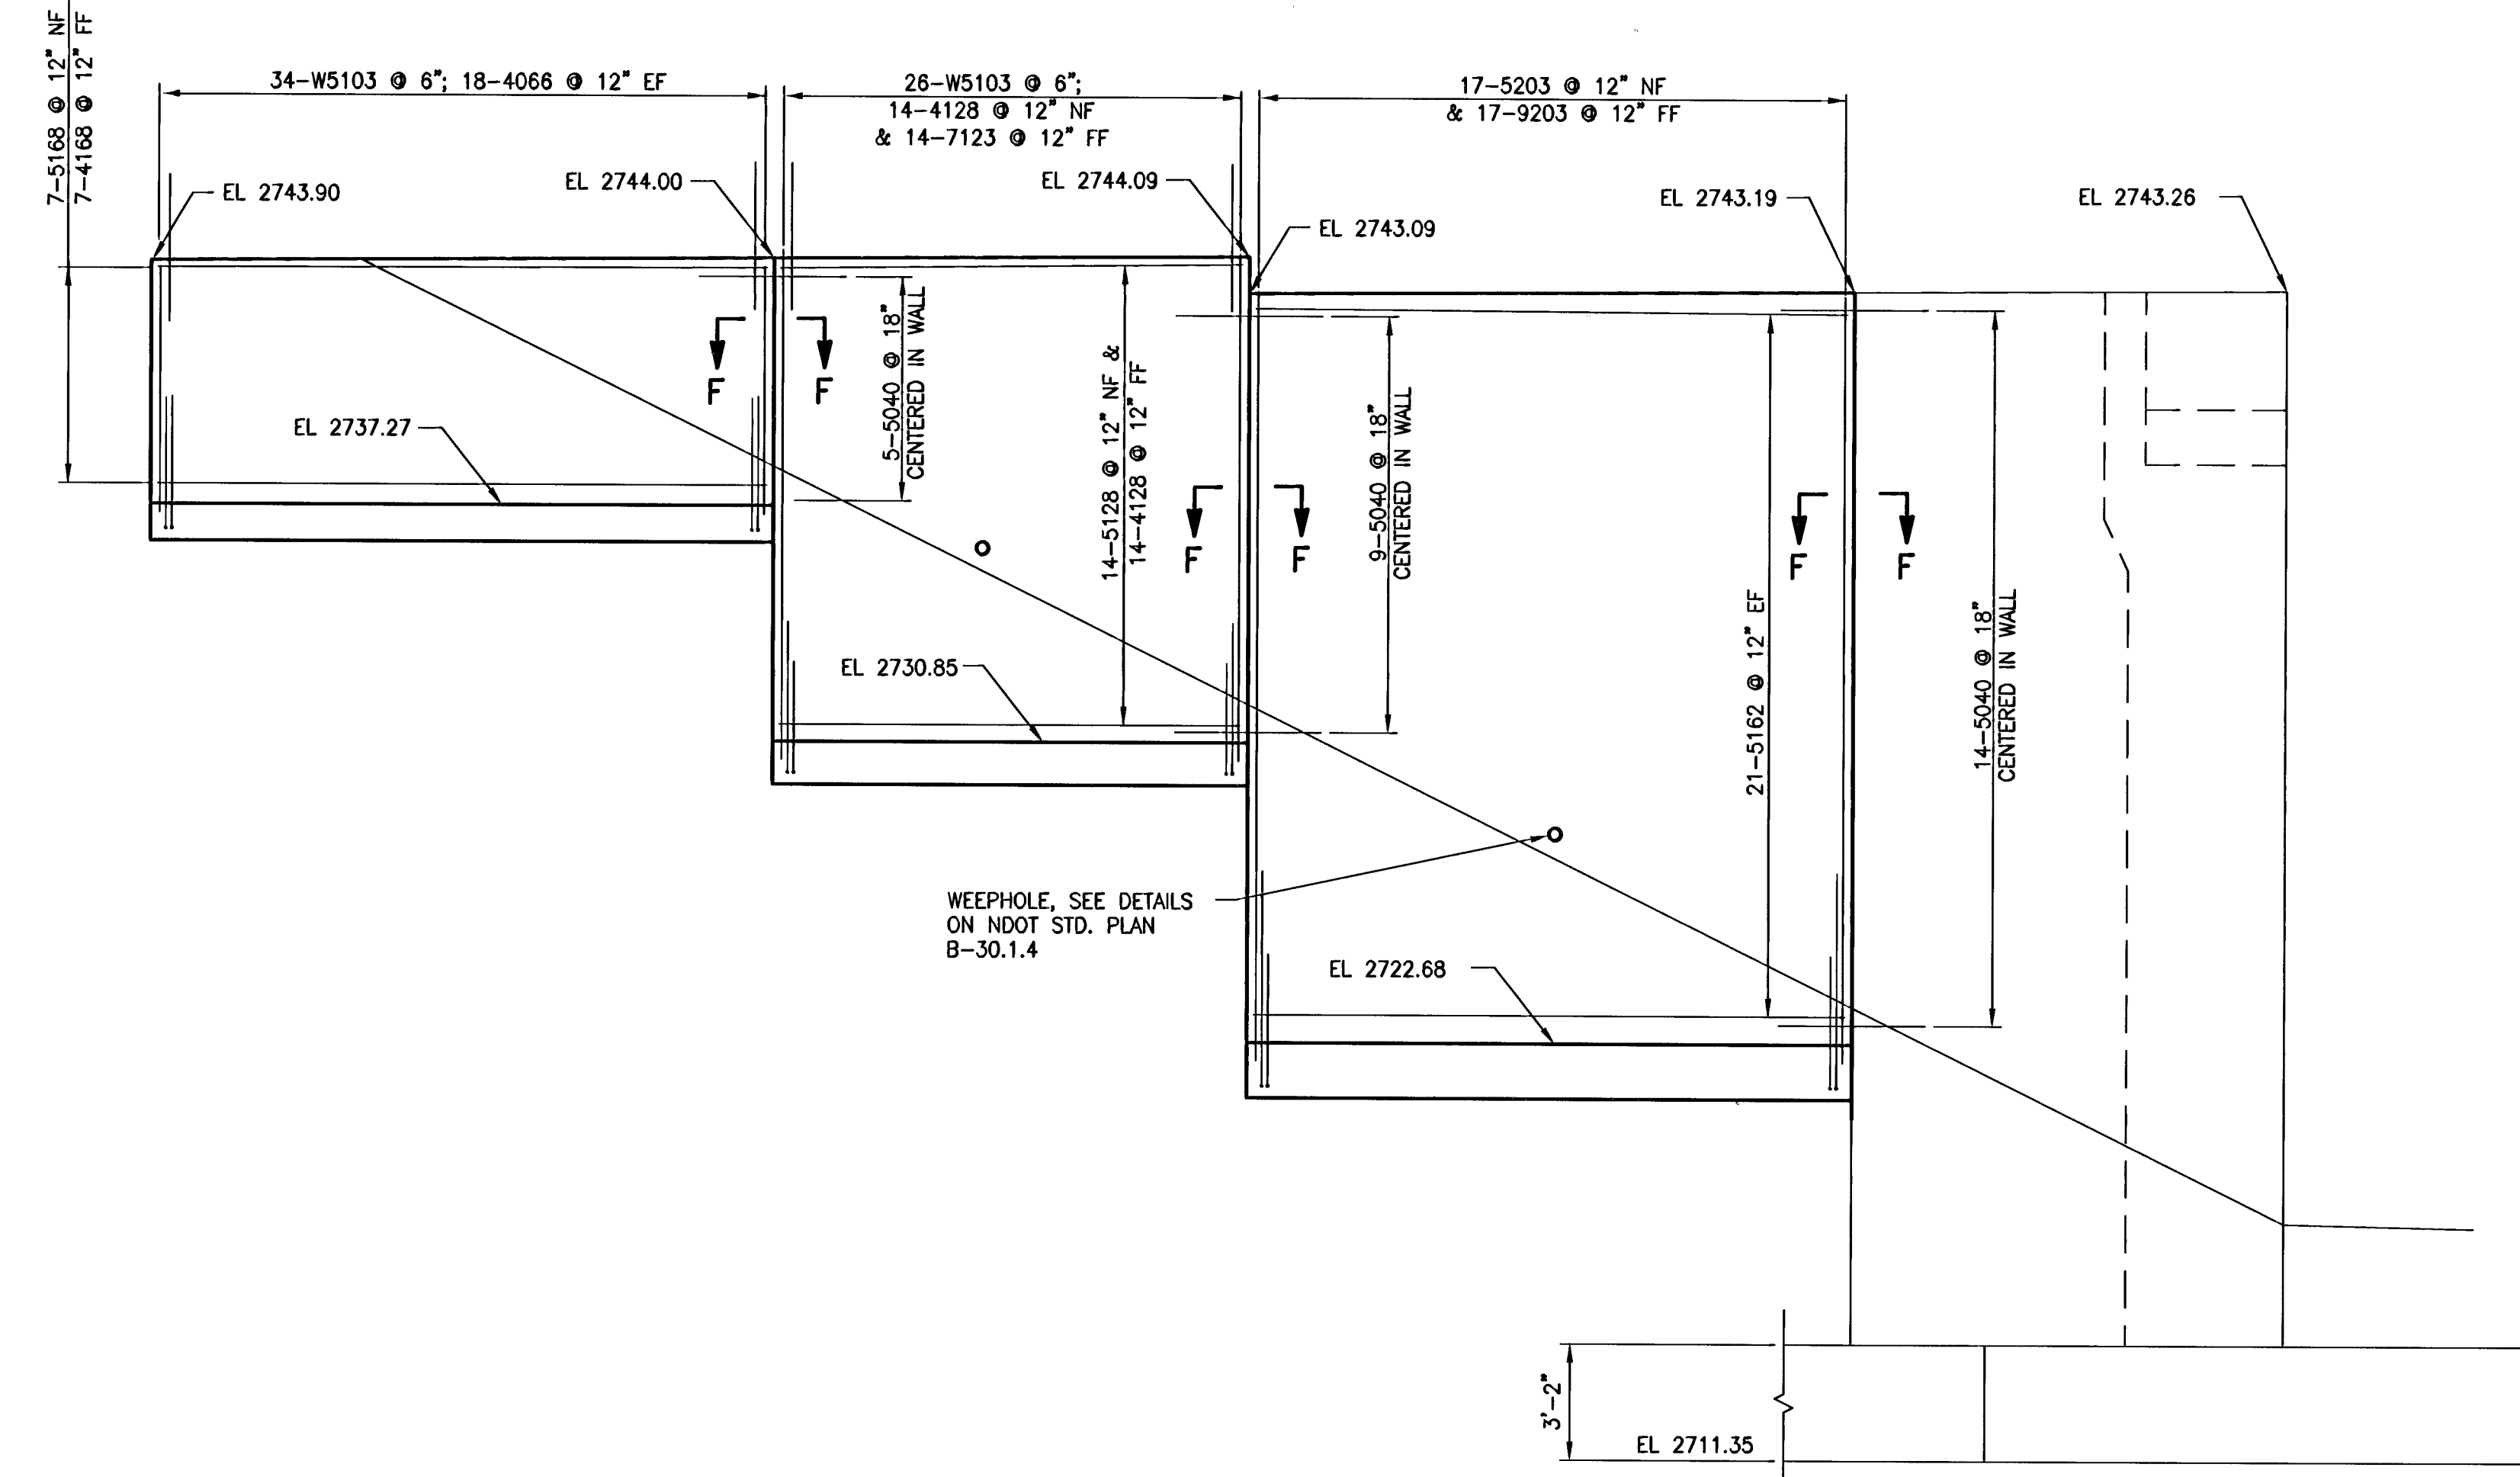 7-5168 @ 12" NF
7-4168 @ 12" FF
34-W5103 @ 6"; 18-4066 @ 12" EF
26-W5103 @ 6";
14-4128 @ 12" NF
& 14-7123 @ 12" FF
17-5203 @ 12" NF
& 17-9203 @ 12" FF
EL 2743.90
EL 2744.00
EL 2744.09
EL 2743.09
EL 2743.19
EL 2743.26
F
F
5-5040 @ 18"
CENTERED IN WALL
14-5128 @ 12" NF &
14-4128 @ 12" FF
9-5040 @ 18"
CENTERED IN WALL
F
F
F
F
EL 2737.27
21-5162 @ 12" EF
14-5040 @ 18"
CENTERED IN WALL
EL 2730.85
WEEPHOLE, SEE DETAILS
ON NDOT STD. PLAN
B-30.1.4
EL 2722.68
3'-2"
EL 2711.35